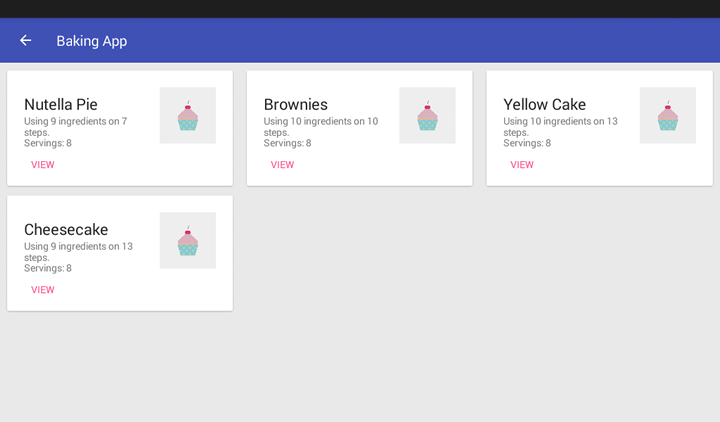 Baking App
Nutella Pie
Using 9 ingredients on 7
steps.
Servings: 8
VIEW
Brownies
Using 10 ingredients on 10
steps.
Servings: 8
VIEW
Yellow Cake
Using 10 ingredients on 13
steps.
Servings: 8
VIEW
Cheesecake
Using 9 ingredients on 13
steps.
Servings: 8
VIEW